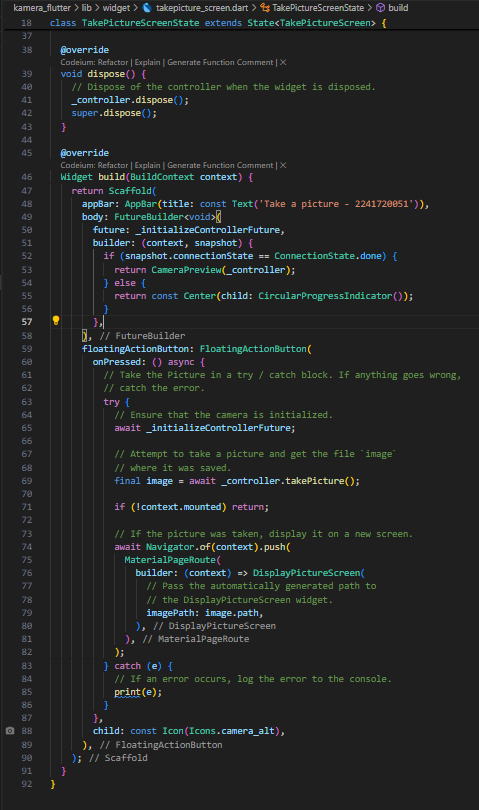 kamera_flutter > lib > widget > takepicture_screen.dart > TakePictureScreenState > build
18 class TakePictureScreenState extends State<TakePictureScreen> {
37
38 @override
Codeium: Refactor | Explain | Generate Function Comment | ×
39 void dispose() {
40 // Dispose of the controller when the widget is disposed.
41 _controller.dispose();
42 super.dispose();
43 }
44
45 @override
Codeium: Refactor | Explain | Generate Function Comment | ×
46 Widget build(BuildContext context) {
47 return Scaffold(
48 appBar: AppBar(title: const Text('Take a picture - 2241720051')),
49 body: FutureBuilder<void>(
50 future: _initializeControllerFuture,
51 builder: (context, snapshot) {
52 if (snapshot.connectionState == ConnectionState.done) {
53 return CameraPreview(_controller);
54 } else {
55 return const Center(child: CircularProgressIndicator());
56 }
57 },
58 ), // FutureBuilder
59 floatingActionButton: FloatingActionButton(
60 onPressed: () async {
61 // Take the Picture in a try / catch block. If anything goes wrong,
62 // catch the error.
63 try {
64 // Ensure that the camera is initialized.
65 await _initializeControllerFuture;
66
67 // Attempt to take a picture and get the file `image`
68 // where it was saved.
69 final image = await _controller.takePicture();
70
71 if (!context.mounted) return;
72
73 // If the picture was taken, display it on a new screen.
74 await Navigator.of(context).push(
75 MaterialPageRoute(
76 builder: (context) => DisplayPictureScreen(
77 // Pass the automatically generated path to
78 // the DisplayPictureScreen widget.
79 imagePath: image.path,
80 ), // DisplayPictureScreen
81 ), // MaterialPageRoute
82 );
83 } catch (e) {
84 // If an error occurs, log the error to the console.
85 print(e);
86 }
87 },
88 child: const Icon(Icons.camera_alt),
89 ), // FloatingActionButton
90 ); // Scaffold
91 }
92 }